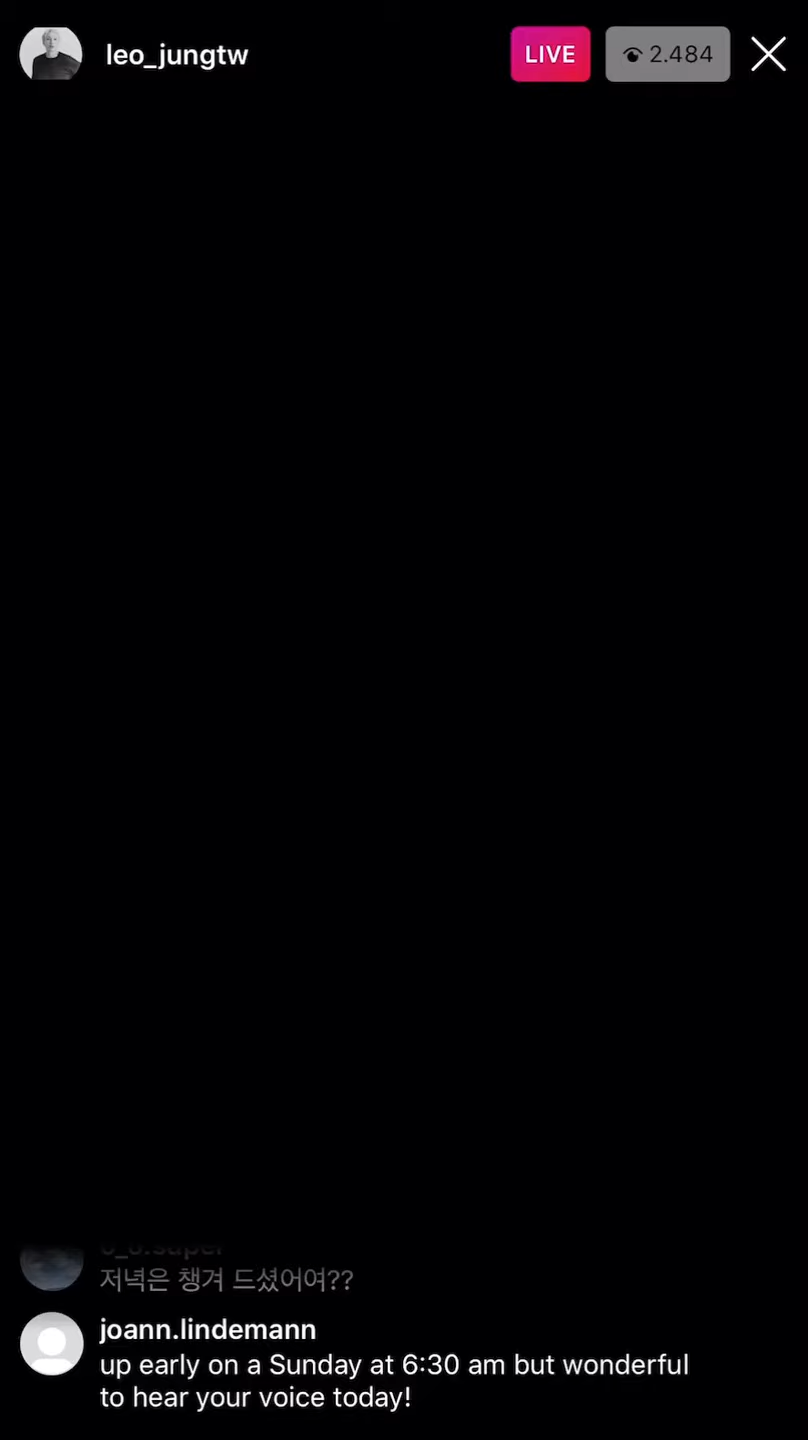 leo_jungtw
LIVE
2.484
저녁은 챙겨 드셨어여??
joann.lindemann
up early on a Sunday at 6:30 am but wonderful
to hear your voice today!